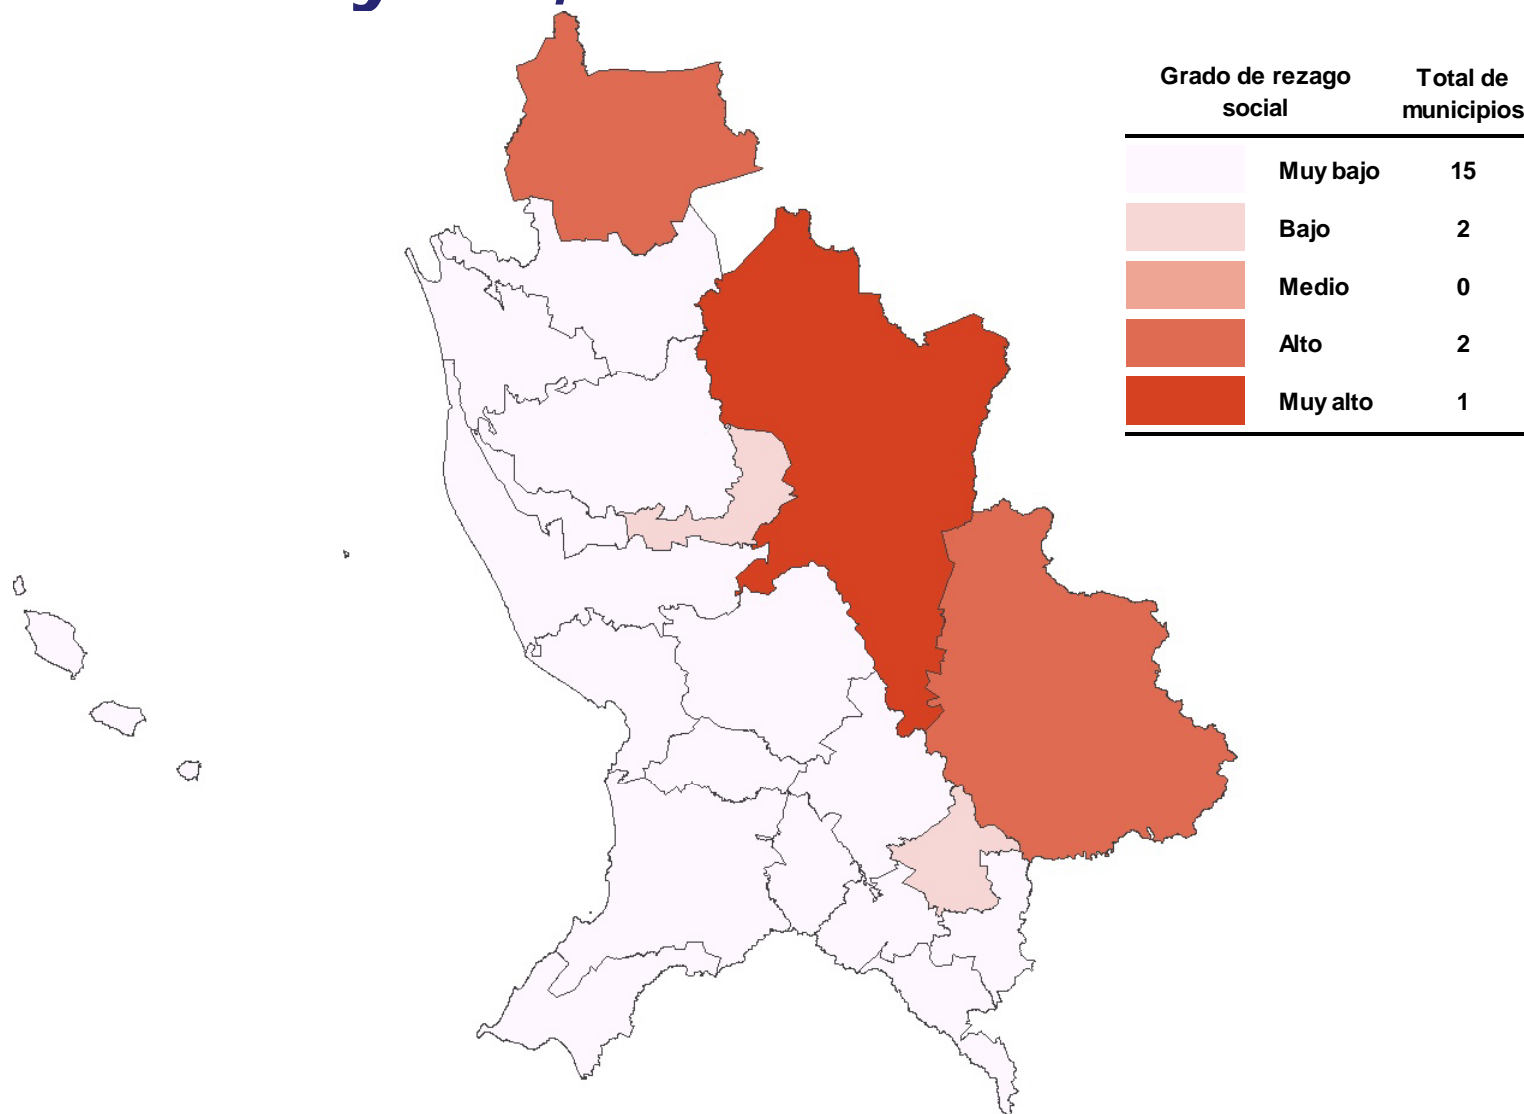 Grado de rezago social Total de municipios
Muy bajo 15
Bajo 2
Medio 0
Alto 2
Muy alto 1